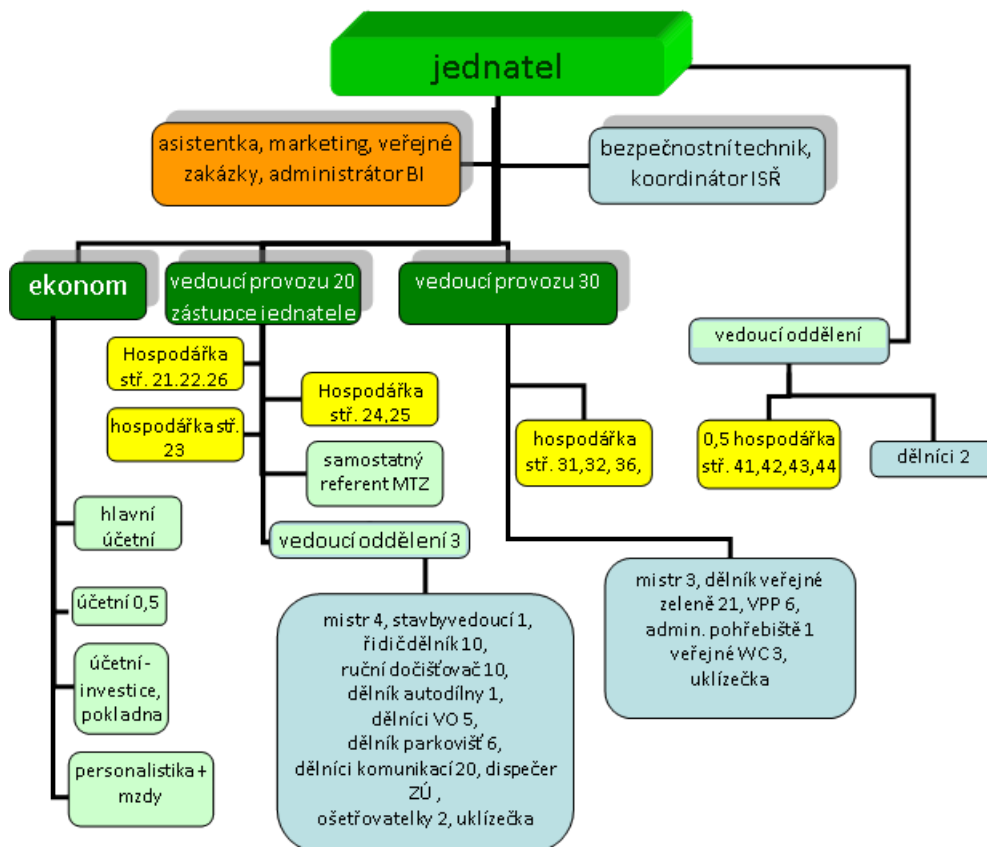 jednatel
asistentka, marketing, veřejné
zakázky, administrátor BI
bezpečnostní technik,
koordinátor ISŘ
ekonom
vedoucí provozu 20
zástupce jednatele
vedoucí provozu 30
vedoucí oddělení
Hospodářka
stř. 21.22.26
Hospodářka
stř. 24,25
hospodářka stř.
23
samostatný
referent MTZ
hospodářka
stř. 31,32, 36,
0,5 hospodářka
stř. 41,42,43,44
dělníci 2
hlavní
účetní
vedoucí oddělení 3
účetní 0,5
účetní -
investice,
pokladna
personalistika +
mzdy
mistr 4, stavbyvedoucí 1,
řidič dělník 10,
ruční dočišťovač 10,
dělník autodílny 1,
dělníci VO 5,
dělník parkovišť 6,
dělníci komunikací 20, dispečer
ZÚ ,
ošetřovatelky 2, uklízečka
mistr 3, dělník veřejné
zeleně 21, VPP 6,
admin. pohřebiště 1
veřejné WC 3,
uklízečka